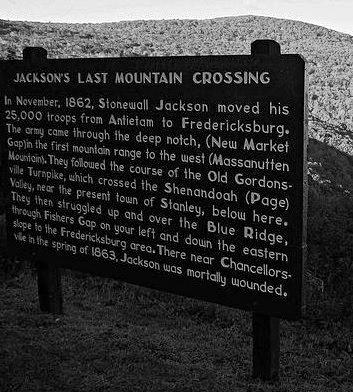 JACKSON'S LAST MOUNTAIN CROSSING
In November, 1862, Stonewall Jackson moved his
25,000 troops from Antietam to Fredericksburg.
The army came through the deep notch, (New Market
Gap) in the first mountain range to the west (Massanutten
Mountain). They followed the course of the Old Gordons-
ville Turnpike, which crossed the Shenandoah (Page)
Valley, near the present town of Stanley, below here.
They then struggled up and over the Blue Ridge,
through Fishers Gap on your left and down the eastern
slope to the Fredericksburg area. There near Chancellors-
ville in the spring of 1863, Jackson was mortally wounded.